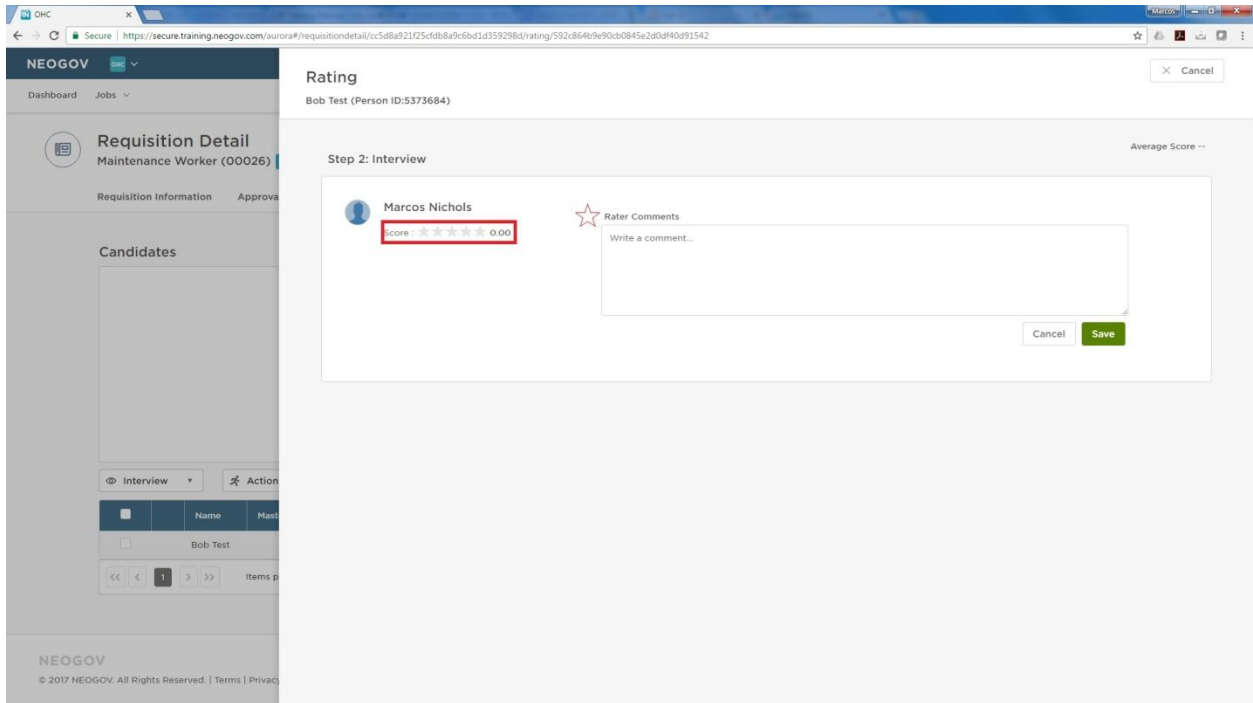 OHC
Marcos
Secure | https://secure.training.neogov.com/aurora#/requisitiondetail/cc5d8a921f25cfdb8a9c6bd1d359298d/rating/592c864b9e90cb0845e2d0df40d91542
NEOGOV OHC
Dashboard Jobs
Requisition Detail
Maintenance Worker (00026)
Requisition Information Approva
Candidates
Interview Action
Name Mast
Bob Test
<< < 1 > >> Items p
NEOGOV
© 2017 NEOGOV. All Rights Reserved. | Terms | Privacy
Rating
× Cancel
Bob Test (Person ID:5373684)
Average Score --
Step 2: Interview
Marcos Nichols
Score : 0.00
Rater Comments
Write a comment...
Cancel Save